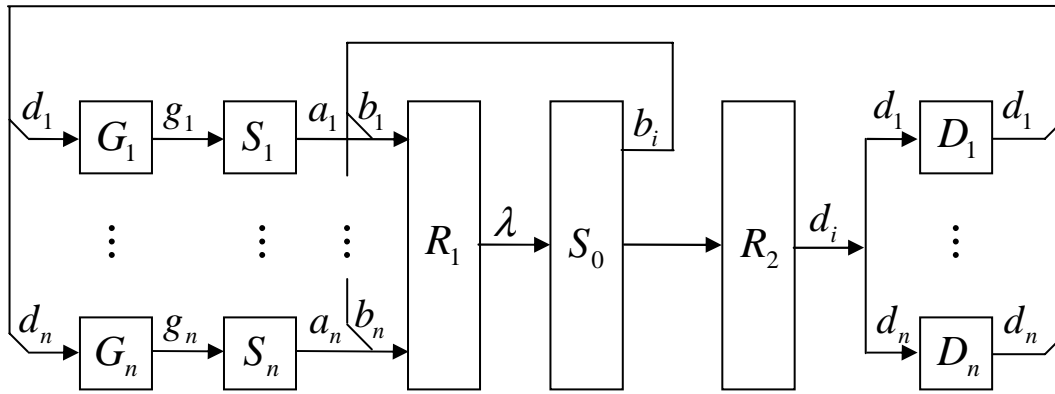 d₁ G₁ g₁ S₁ a₁ b₁ bᵢ d₁ D₁ d₁
⋮ ⋮ ⋮ R₁ λ S₀ R₂ dᵢ ⋮
dₙ Gₙ gₙ Sₙ aₙ bₙ dₙ Dₙ dₙ